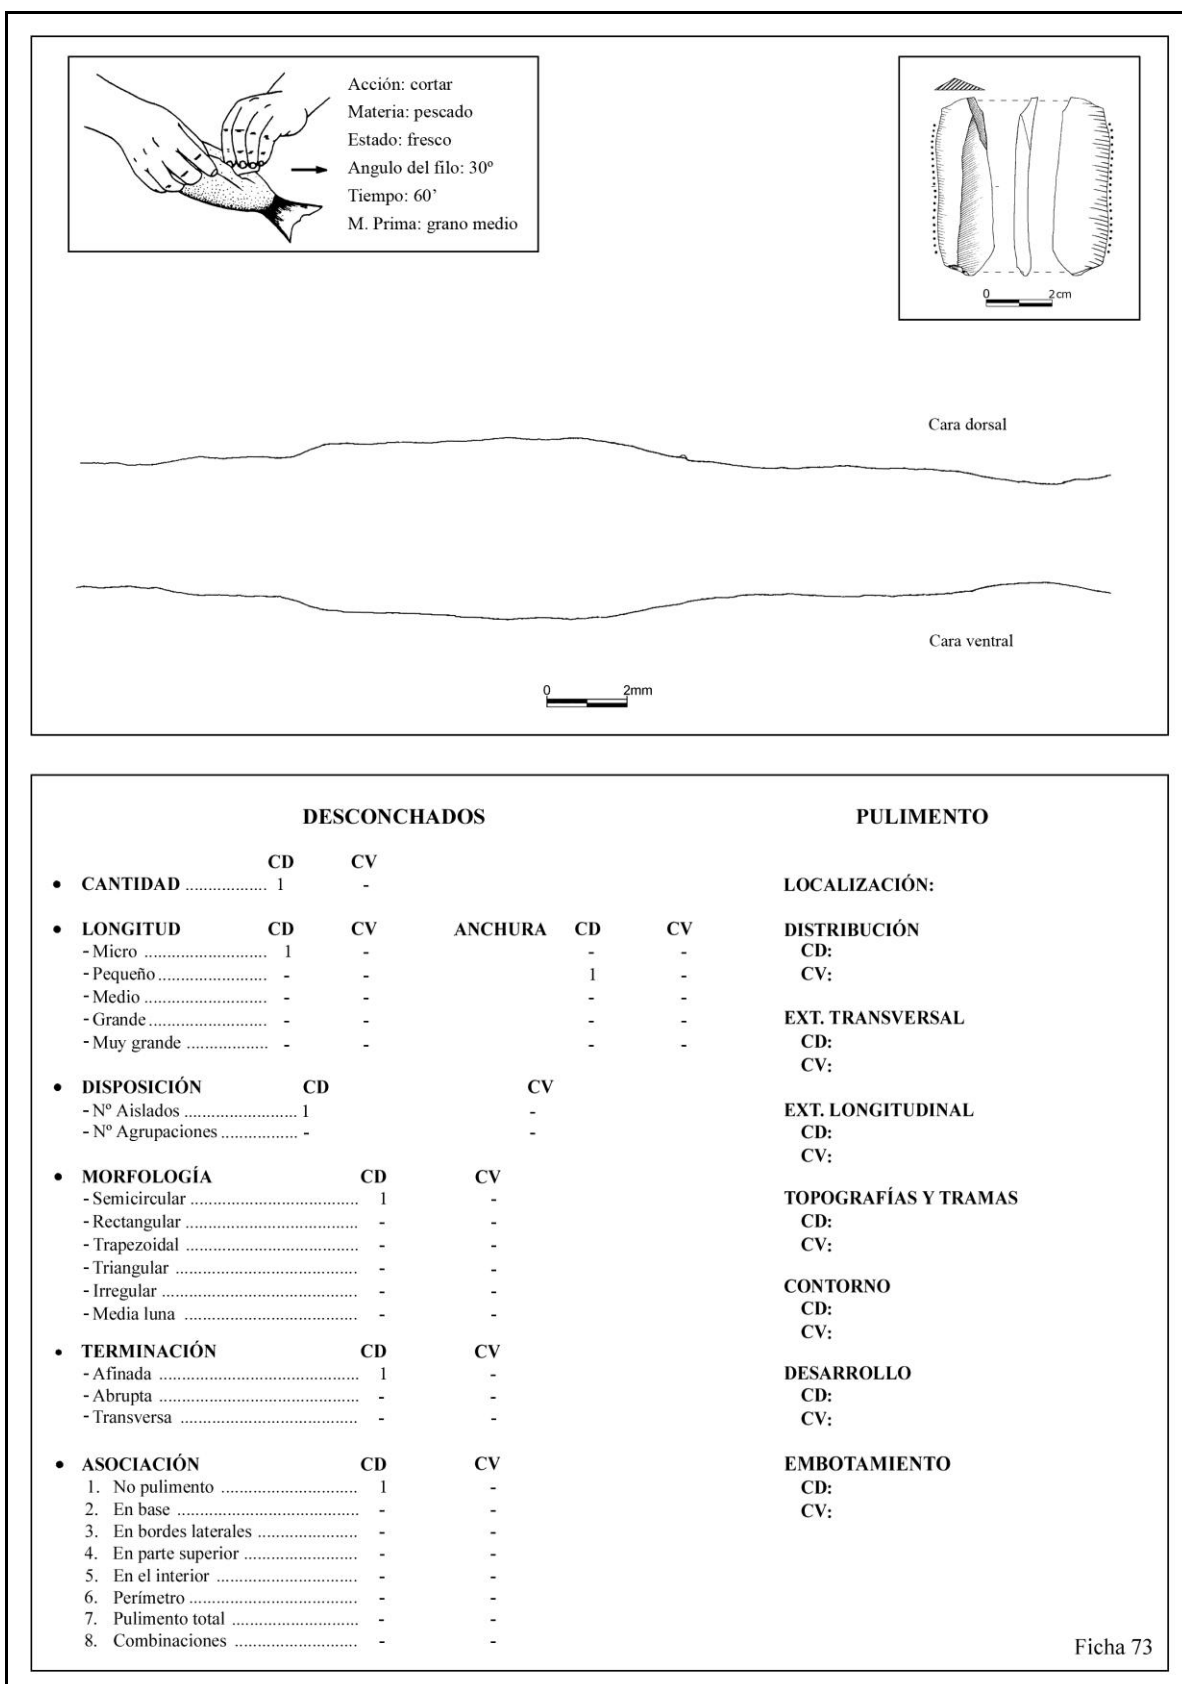 Acción: cortar
Materia: pescado
Estado: fresco
Angulo del filo: 30º
Tiempo: 60’
M. Prima: grano medio
0 2cm
Cara dorsal
Cara ventral
0 2mm
DESCONCHADOS
CD CV
• CANTIDAD .................. 1 -
• LONGITUD CD CV ANCHURA CD CV
- Micro ........................... 1 - - -
- Pequeño ........................ - - 1 -
- Medio ........................... - - - -
- Grande .......................... - - - -
- Muy grande .................. - - - -
• DISPOSICIÓN CD CV
- Nº Aislados ......................... 1 -
- Nº Agrupaciones ................. - -
• MORFOLOGÍA CD CV
- Semicircular ..................................... 1 -
- Rectangular ...................................... - -
- Trapezoidal ...................................... - -
- Triangular ........................................ - -
- Irregular ........................................... - -
- Media luna ...................................... - -
• TERMINACIÓN CD CV
- Afinada ............................................ 1 -
- Abrupta ............................................ - -
- Transversa ....................................... - -
• ASOCIACIÓN CD CV
1. No pulimento .............................. 1 -
2. En base ........................................ - -
3. En bordes laterales ...................... - -
4. En parte superior ......................... - -
5. En el interior ............................... - -
6. Perímetro ..................................... - -
7. Pulimento total ............................ - -
8. Combinaciones ........................... - -
PULIMENTO
LOCALIZACIÓN:
DISTRIBUCIÓN
CD:
CV:
EXT. TRANSVERSAL
CD:
CV:
EXT. LONGITUDINAL
CD:
CV:
TOPOGRAFÍAS Y TRAMAS
CD:
CV:
CONTORNO
CD:
CV:
DESARROLLO
CD:
CV:
EMBOTAMIENTO
CD:
CV:
Ficha 73